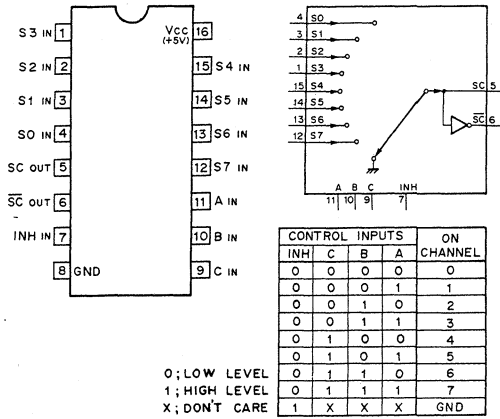 S3 IN 1
S2 IN 2
S1 IN 3
S0 IN 4
SC OUT 5
S̅C̅ OUT 6
INH IN 7
8 GND
VCC (+5V) 16
15 S4 IN
14 S5 IN
13 S6 IN
12 S7 IN
11 A IN
10 B IN
9 C IN
4 S0
3 S1
2 S2
1 S3
15 S4
14 S5
13 S6
12 S7
SC 5
S̅C̅ 6
A B C INH
11 10 9 7
CONTROL INPUTS ON CHANNEL
INH C B A
0 0 0 0 0
0 0 0 1 1
0 0 1 0 2
0 0 1 1 3
0 1 0 0 4
0 1 0 1 5
0 1 1 0 6
0 1 1 1 7
1 X X X GND
0; LOW LEVEL
1; HIGH LEVEL
X; DON'T CARE